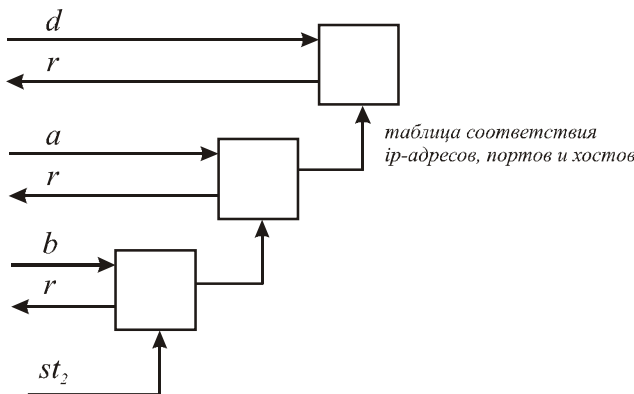 d
r
a
таблица соответствия
ip-адресов, портов и хостов
r
b
r
st₂